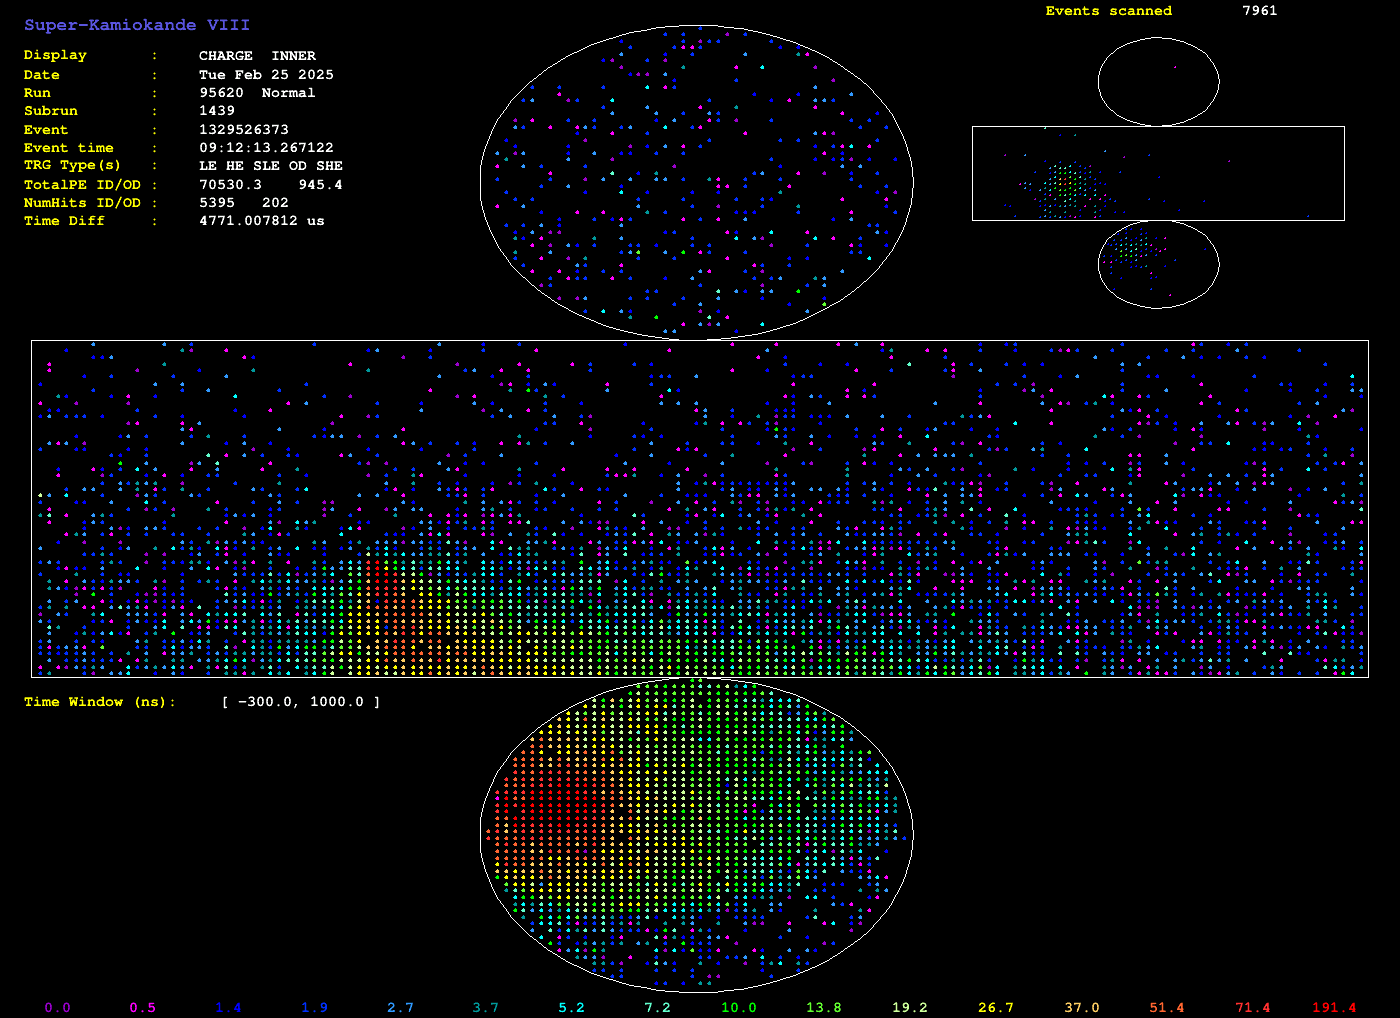 Super-Kamiokande VIII
Events scanned 7961
Display : CHARGE INNER
Date : Tue Feb 25 2025
Run : 95620 Normal
Subrun : 1439
Event : 1329526373
Event time : 09:12:13.267122
TRG Type(s) : LE HE SLE OD SHE
TotalPE ID/OD : 70530.3 945.4
NumHits ID/OD : 5395 202
Time Diff : 4771.007812 us
Time Window (ns): [ -300.0, 1000.0 ]
0.0 0.5 1.4 1.9 2.7 3.7 5.2 7.2 10.0 13.8 19.2 26.7 37.0 51.4 71.4 191.4